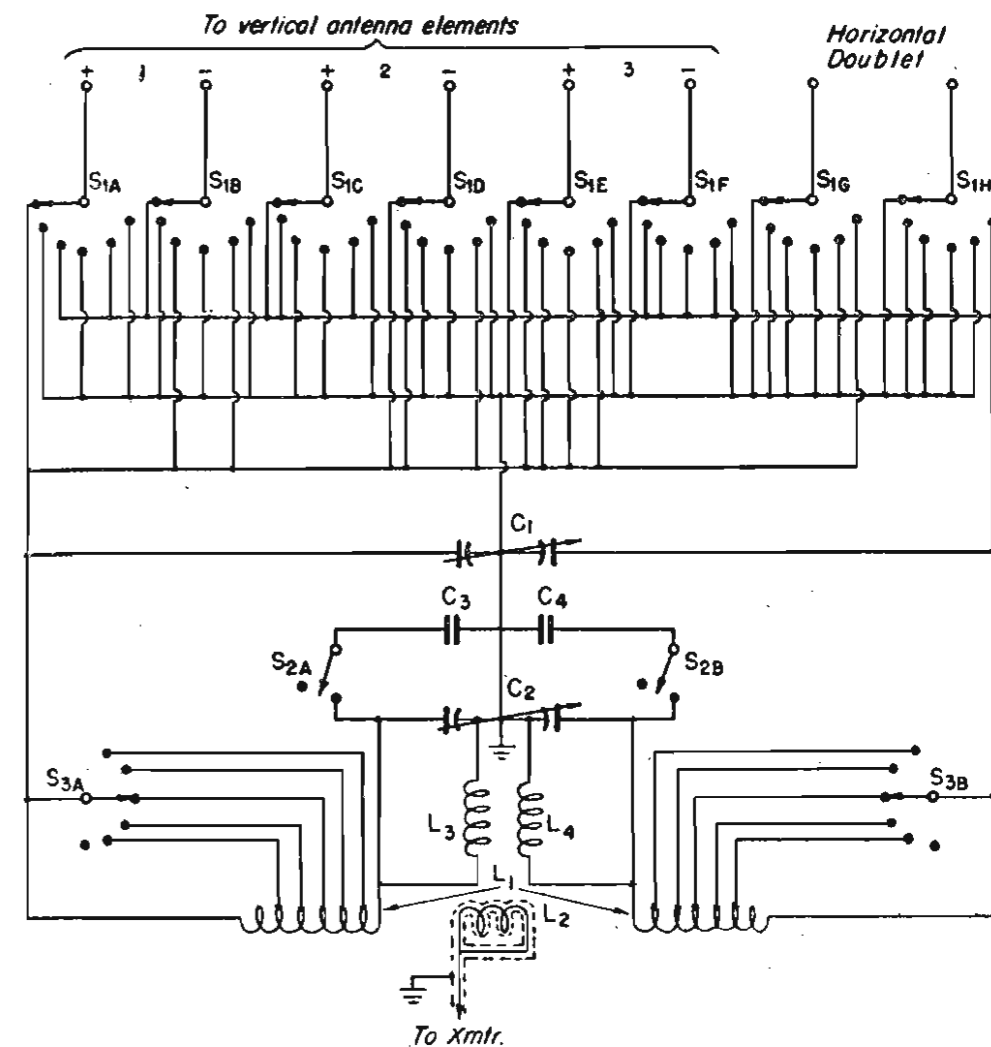 To vertical antenna elements
Horizontal
Doublet
+ 1 - + 2 - + 3 -
S1A S1B S1C S1D S1E S1F S1G S1H
C1
C3 C4
S2A S2B
C2
S3A S3B
L3 L4
L1
L2
To Xmtr.